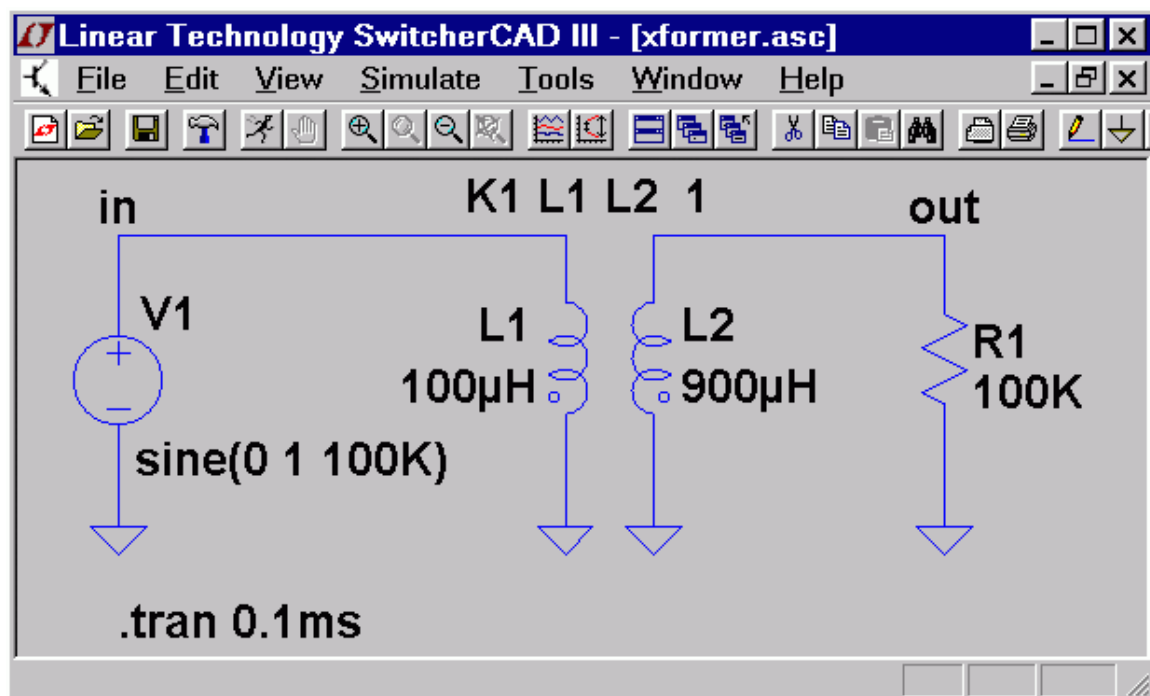 Linear Technology SwitcherCAD III - [xformer.asc]
File Edit View Simulate Tools Window Help
in K1 L1 L2 1 out
V1
L1 L2 R1
100µH 900µH 100K
sine(0 1 100K)
.tran 0.1ms